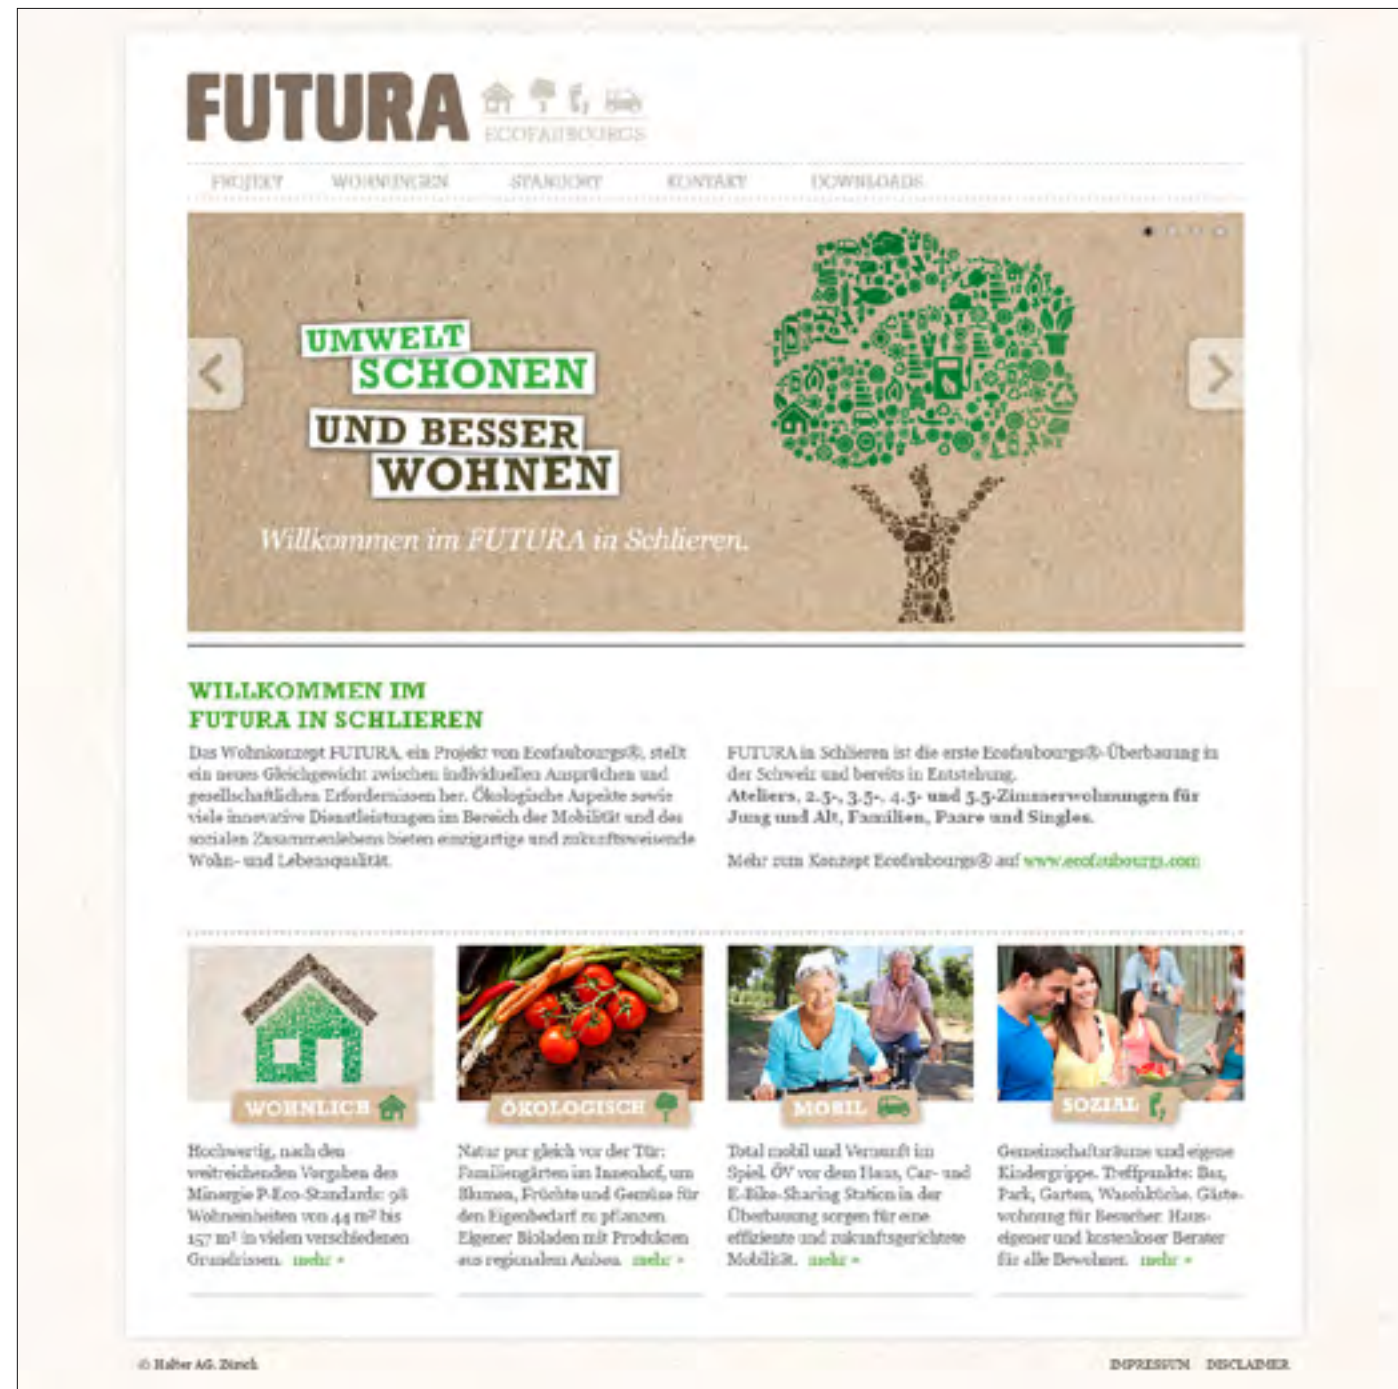 FUTURA
ECOFAUBOURGS
PROJEKT WOHNUNGEN STANDORT KONTAKT DOWNLOADS
UMWELT
SCHONEN
UND BESSER
WOHNEN
Willkommen im FUTURA in Schlieren.
WILLKOMMEN IM
FUTURA IN SCHLIEREN
Das Wohnkonzept FUTURA, ein Projekt von Ecofaubourgs®, stellt
ein neues Gleichgewicht zwischen individuellen Ansprüchen und
gesellschaftlichen Erfordernissen her. Ökologische Aspekte sowie
viele innovative Dienstleistungen im Bereich der Mobilität und des
sozialen Zusammenlebens bieten einzigartige und zukunftsweisende
Wohn- und Lebensqualität.
FUTURA in Schlieren ist die erste Ecofaubourgs®-Überbauung in
der Schweiz und bereits in Entstehung.
Ateliers, 2.5-, 3.5-, 4.5- und 5.5-Zimmerwohnungen für
Jung und Alt, Familien, Paare und Singles.
Mehr zum Konzept Ecofaubourgs® auf www.ecofaubourgs.com
WOHNLICH
Hochwertig, nach den
weitreichenden Vorgaben des
Minergie P-Eco-Standards: 98
Wohneinheiten von 44 m² bis
157 m² in vielen verschiedenen
Grundrissen. mehr »
ÖKOLOGISCH
Natur pur gleich vor der Tür:
Familiengärten im Innenhof, um
Blumen, Früchte und Gemüse für
den Eigenbedarf zu pflanzen.
Eigener Bioladen mit Produkten
aus regionalem Anbau. mehr »
MOBIL
Total mobil und Vernunft im
Spiel. ÖV vor dem Haus, Car- und
E-Bike-Sharing Station in der
Überbauung sorgen für eine
effiziente und zukunftsgerichtete
Mobilität. mehr »
SOZIAL
Gemeinschaftsräume und eigene
Kindergrippe. Treffpunkte: Bar,
Park, Garten, Waschküche. Gäste-
wohnung für Besucher. Haus-
eigener und kostenloser Berater
für alle Bewohner. mehr »
© Halter AG, Zürich
IMPRESSUM DISCLAIMER